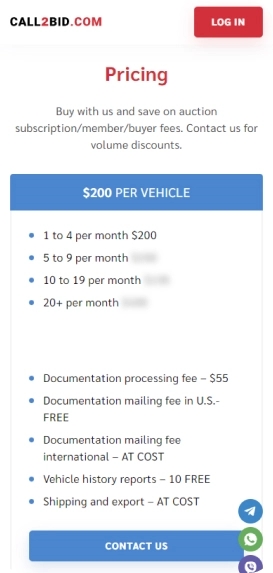 CALL2BID.COM
LOG IN
Pricing
Buy with us and save on auction
subscription/member/buyer fees. Contact us for
volume discounts.
$200 PER VEHICLE
1 to 4 per month $200
5 to 9 per month
10 to 19 per month
20+ per month
Documentation processing fee – $55
Documentation mailing fee in U.S.-
FREE
Documentation mailing fee
international – AT COST
Vehicle history reports – 10 FREE
Shipping and export – AT COST
CONTACT US